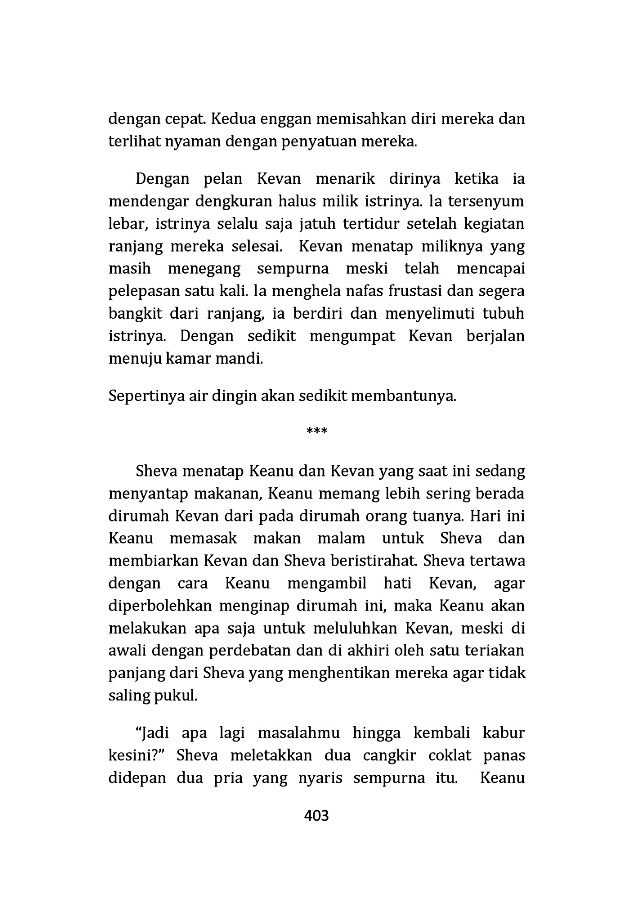 dengan cepat. Kedua enggan memisahkan diri mereka dan
terlihat nyaman dengan penyatuan mereka.
Dengan pelan Kevan menarik dirinya ketika ia
mendengar dengkuran halus milik istrinya. Ia tersenyum
lebar, istrinya selalu saja jatuh tertidur setelah kegiatan
ranjang mereka selesai. Kevan menatap miliknya yang
masih menegang sempurna meski telah mencapai
pelepasan satu kali. Ia menghela nafas frustasi dan segera
bangkit dari ranjang, ia berdiri dan menyelimuti tubuh
istrinya. Dengan sedikit mengumpat Kevan berjalan
menuju kamar mandi.
Sepertinya air dingin akan sedikit membantunya.
***
Sheva menatap Keanu dan Kevan yang saat ini sedang
menyantap makanan, Keanu memang lebih sering berada
dirumah Kevan dari pada dirumah orang tuanya. Hari ini
Keanu memasak makan malam untuk Sheva dan
membiarkan Kevan dan Sheva beristirahat. Sheva tertawa
dengan cara Keanu mengambil hati Kevan, agar
diperbolehkan menginap dirumah ini, maka Keanu akan
melakukan apa saja untuk meluluhkan Kevan, meski di
awali dengan perdebatan dan di akhiri oleh satu teriakan
panjang dari Sheva yang menghentikan mereka agar tidak
saling pukul.
“Jadi apa lagi masalahmu hingga kembali kabur
kesini?” Sheva meletakkan dua cangkir coklat panas
didepan dua pria yang nyaris sempurna itu. Keanu
403